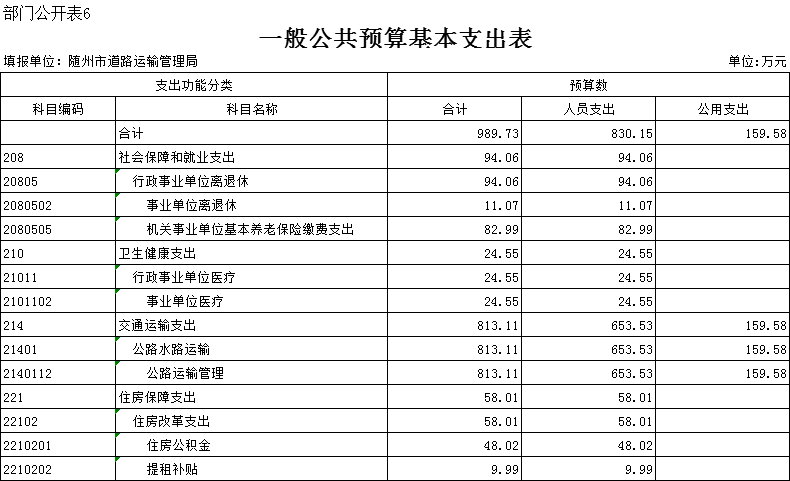 部门公开表6
一般公共预算基本支出表
填报单位：随州市道路运输管理局 单位:万元
支出功能分类 预算数
科目编码 科目名称 合计 人员支出 公用支出
合计 989.73 830.15 159.58
208 社会保障和就业支出 94.06 94.06
20805 行政事业单位离退休 94.06 94.06
2080502 事业单位离退休 11.07 11.07
2080505 机关事业单位基本养老保险缴费支出 82.99 82.99
210 卫生健康支出 24.55 24.55
21011 行政事业单位医疗 24.55 24.55
2101102 事业单位医疗 24.55 24.55
214 交通运输支出 813.11 653.53 159.58
21401 公路水路运输 813.11 653.53 159.58
2140112 公路运输管理 813.11 653.53 159.58
221 住房保障支出 58.01 58.01
22102 住房改革支出 58.01 58.01
2210201 住房公积金 48.02 48.02
2210202 提租补贴 9.99 9.99